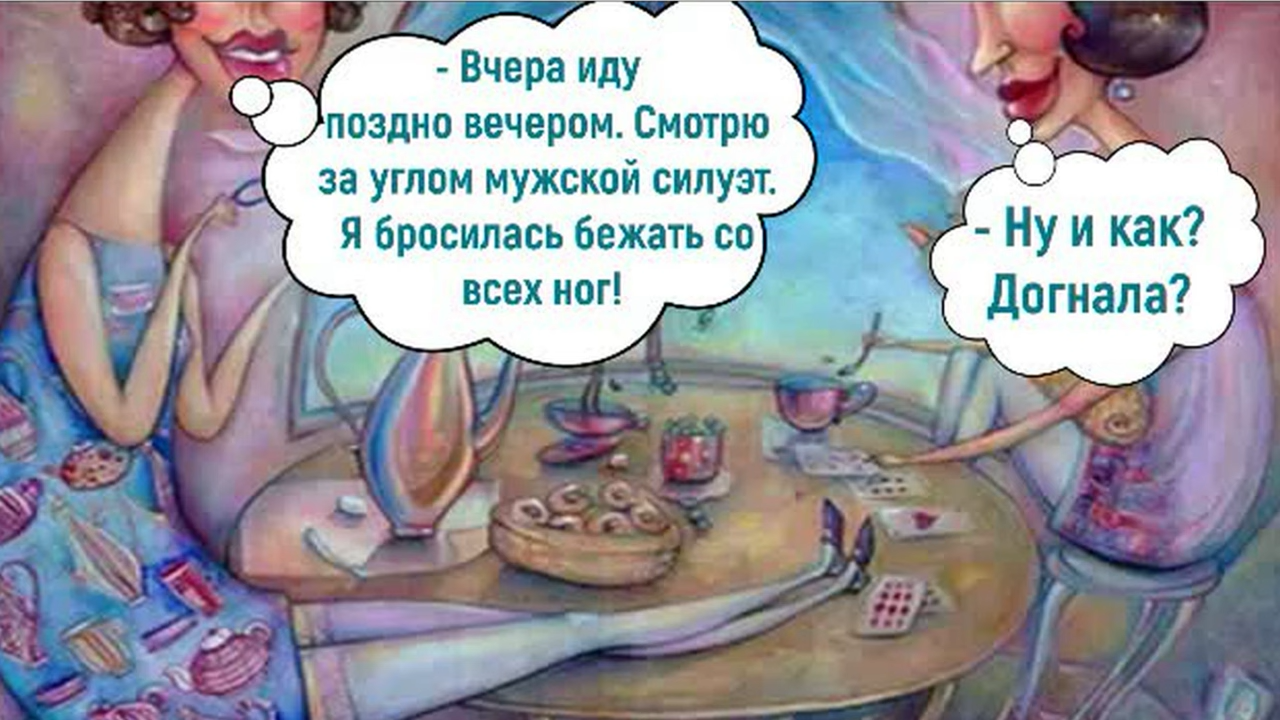 - Вчера иду
поздно вечером. Смотрю
за углом мужской силуэт.
Я бросилась бежать со
всех ног!
- Ну и как?
Догнала?